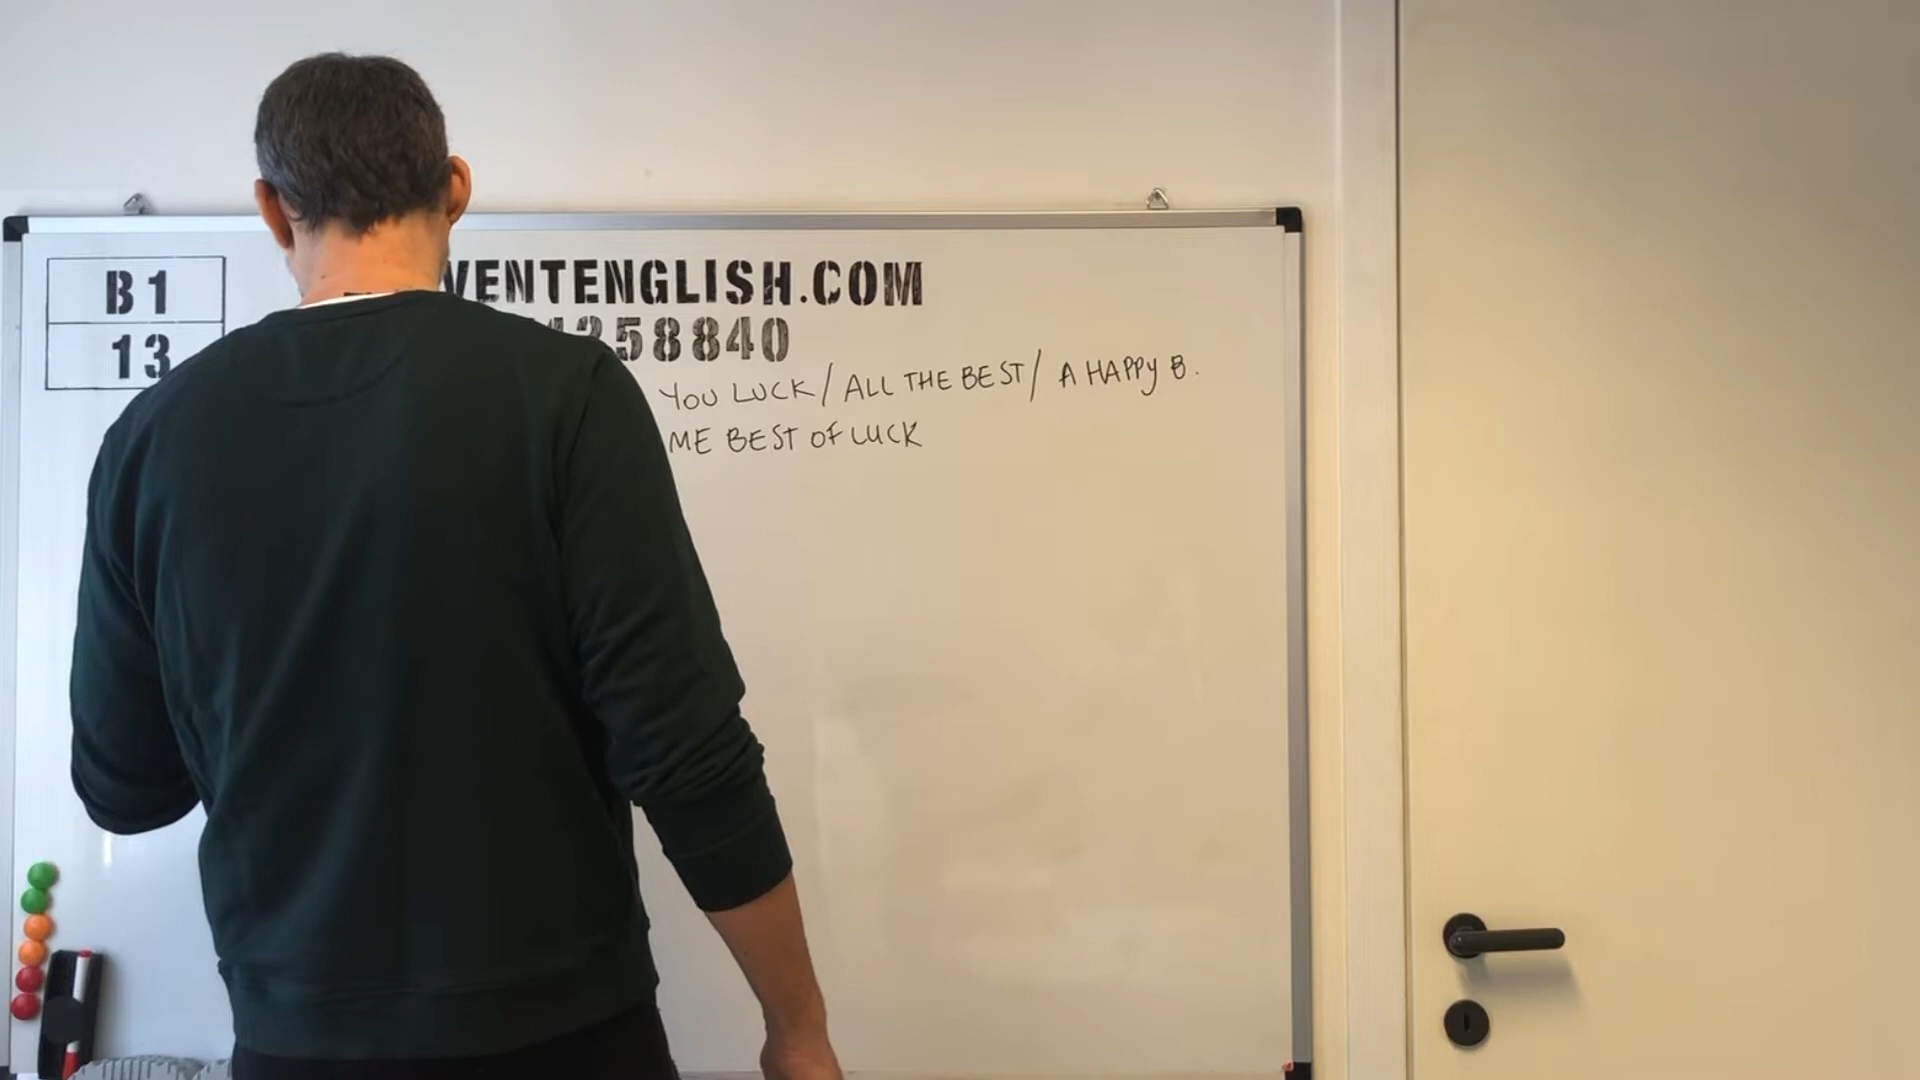 B1
13
VENTENGLISH.COM
258840
YOU LUCK / ALL THE BEST / A HAPPY B.
ME BEST OF LUCK